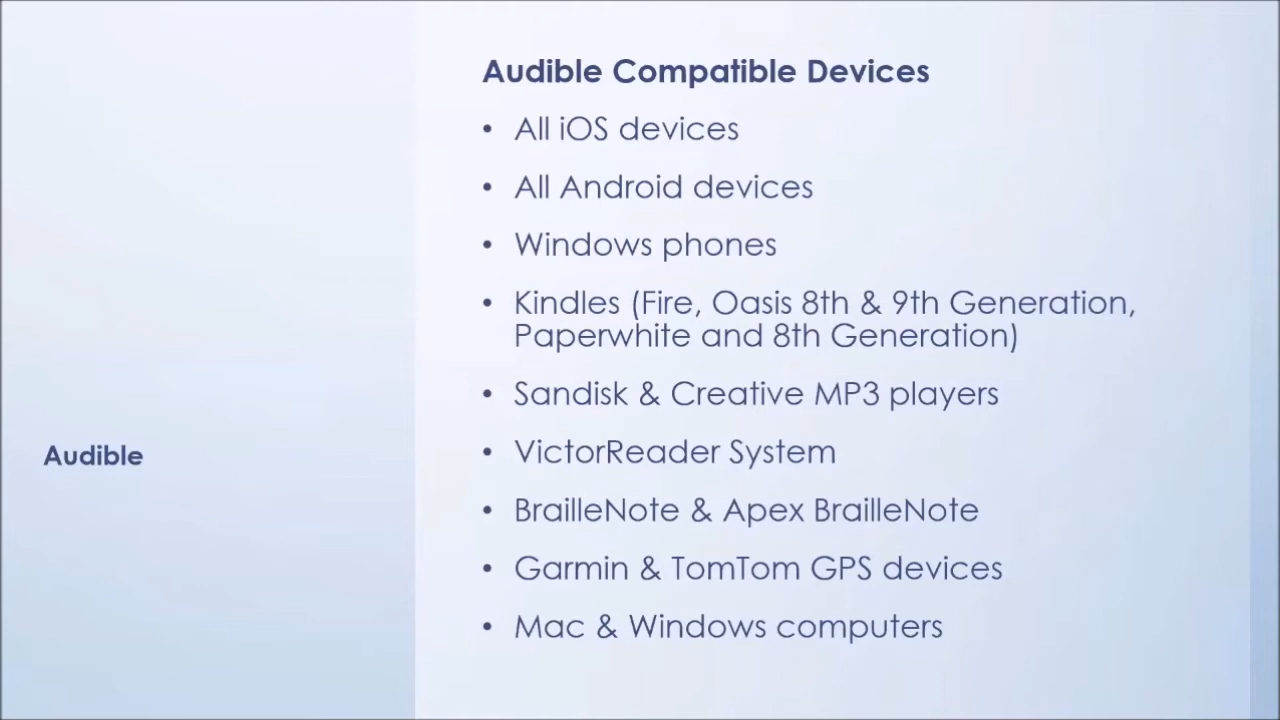 Audible Compatible Devices
• All iOS devices
• All Android devices
• Windows phones
• Kindles (Fire, Oasis 8th & 9th Generation,
Paperwhite and 8th Generation)
• Sandisk & Creative MP3 players
• VictorReader System
• BrailleNote & Apex BrailleNote
• Garmin & TomTom GPS devices
• Mac & Windows computers
Audible